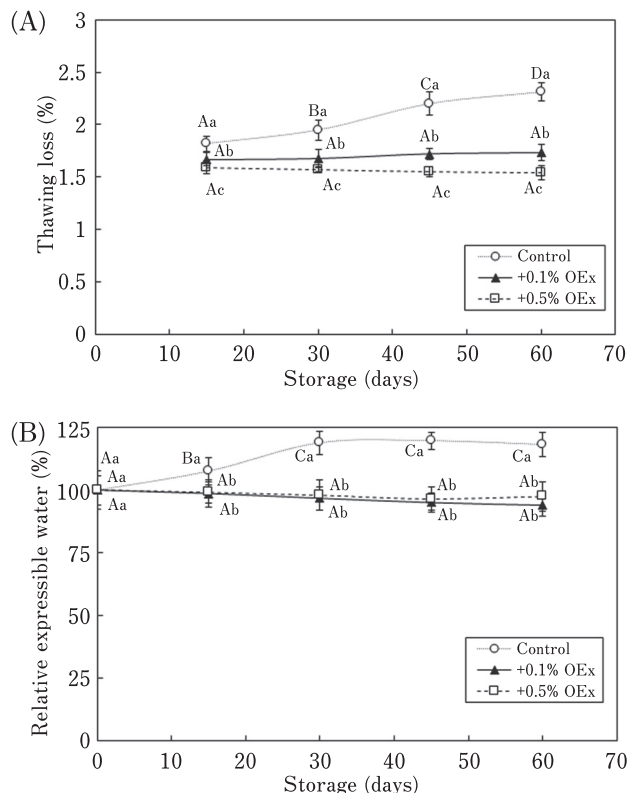 (A)
Thawing loss (%)
3
2.5
2
1.5
1
0.5
0
Aa
Ba
Ca
Da
Ab
Ab
Ab
Ab
Ac
Ac
Ac
Ac
Control
+0.1% OEx
+0.5% OEx
0 10 20 30 40 50 60 70
Storage (days)
(B)
Relative expressible water (%)
125
100
75
50
25
0
Aa
Aa
Aa
Ba
Ca
Ca
Ca
Ab
Ab
Ab
Ab
Ab
Ab
Ab
Ab
Control
+0.1% OEx
+0.5% OEx
0 10 20 30 40 50 60 70
Storage (days)